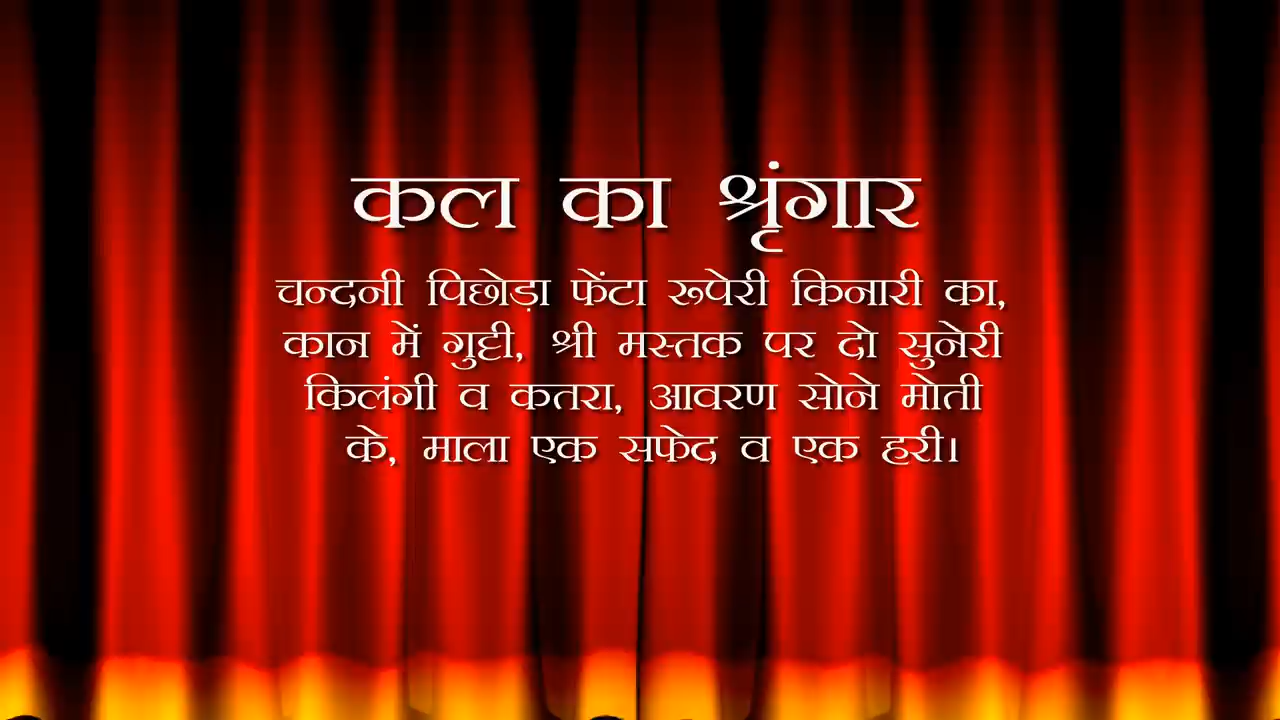 कल का श्रृंगार
चन्दनी पिछोड़ा फेंटा रूपेरी किनारी का,
कान में गुट्टी, श्री मस्तक पर दो सुनेरी
किलंगी व कतरा, आवरण सोने मोती
के, माला एक सफेद व एक हरी।